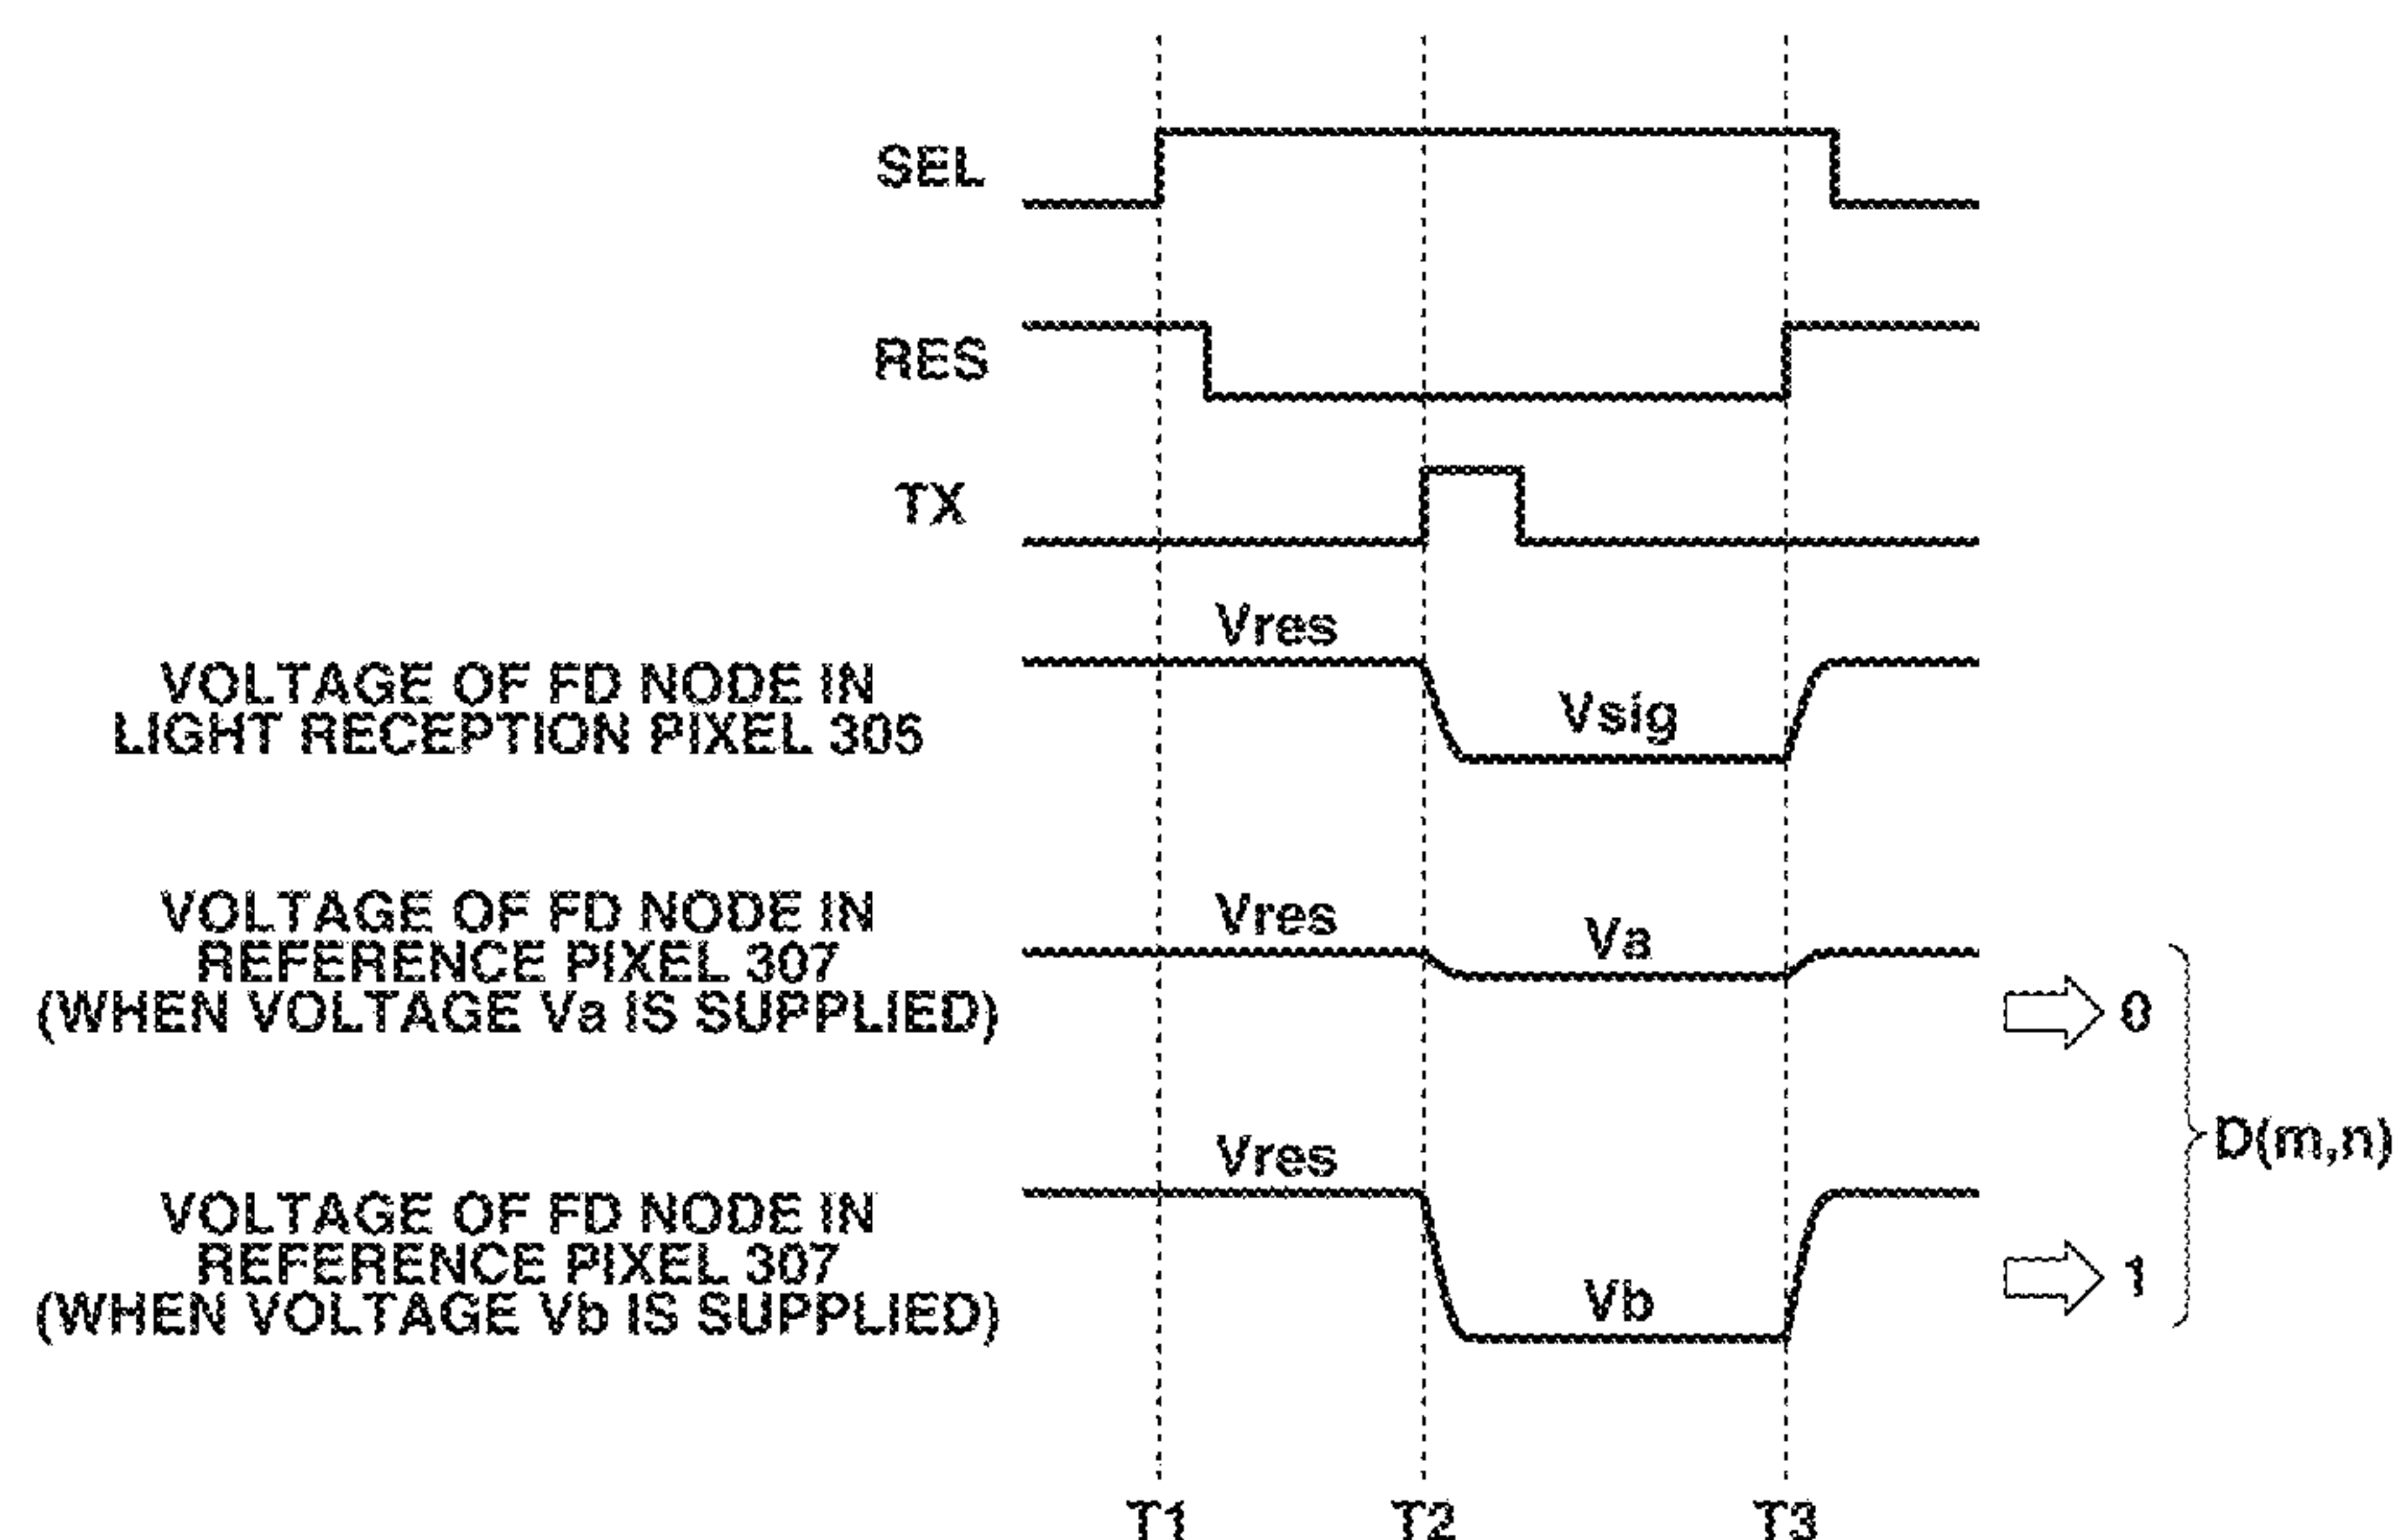 SEL
RES
TX
Vres
VOLTAGE OF FD NODE IN
LIGHT RECEPTION PIXEL 305
Vsig
VOLTAGE OF FD NODE IN
REFERENCE PIXEL 307
(WHEN VOLTAGE Va IS SUPPLIED)
Vres
Va
0
D(m,n)
VOLTAGE OF FD NODE IN
REFERENCE PIXEL 307
(WHEN VOLTAGE Vb IS SUPPLIED)
Vres
Vb
1
T1 T2 T3